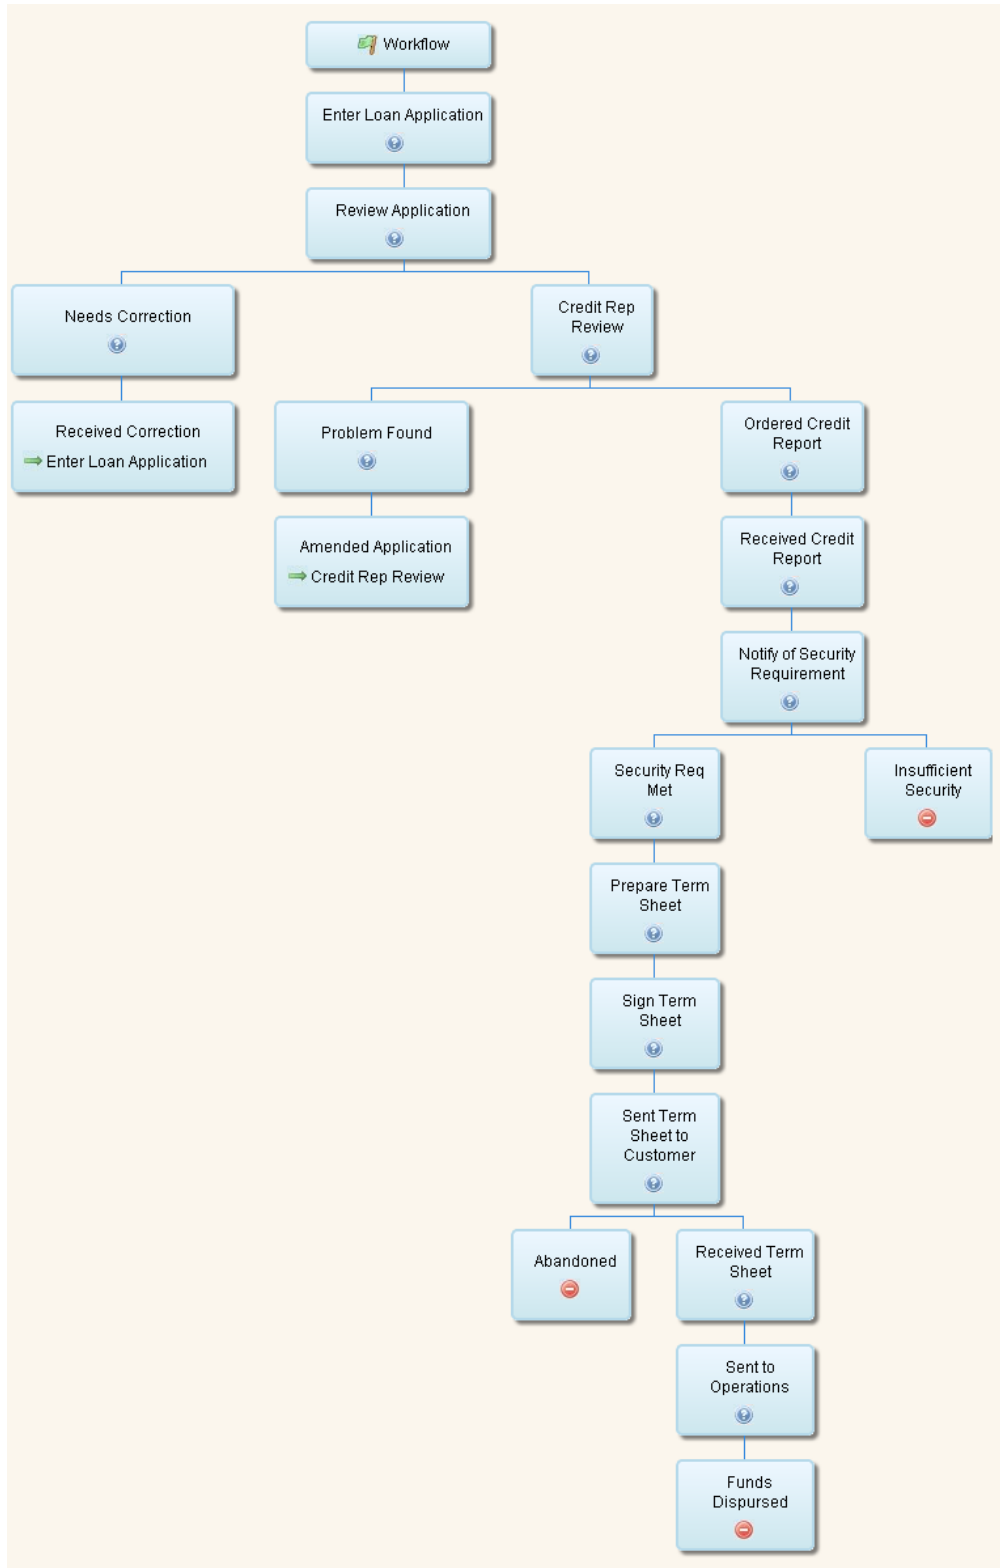 Workflow
Enter Loan Application
Review Application
Needs Correction
Credit Rep
Review
Received Correction
Enter Loan Application
Problem Found
Ordered Credit
Report
Amended Application
Credit Rep Review
Received Credit
Report
Notify of Security
Requirement
Security Req
Met
Insufficient
Security
Prepare Term
Sheet
Sign Term
Sheet
Sent Term
Sheet to
Customer
Abandoned
Received Term
Sheet
Sent to
Operations
Funds
Dispursed